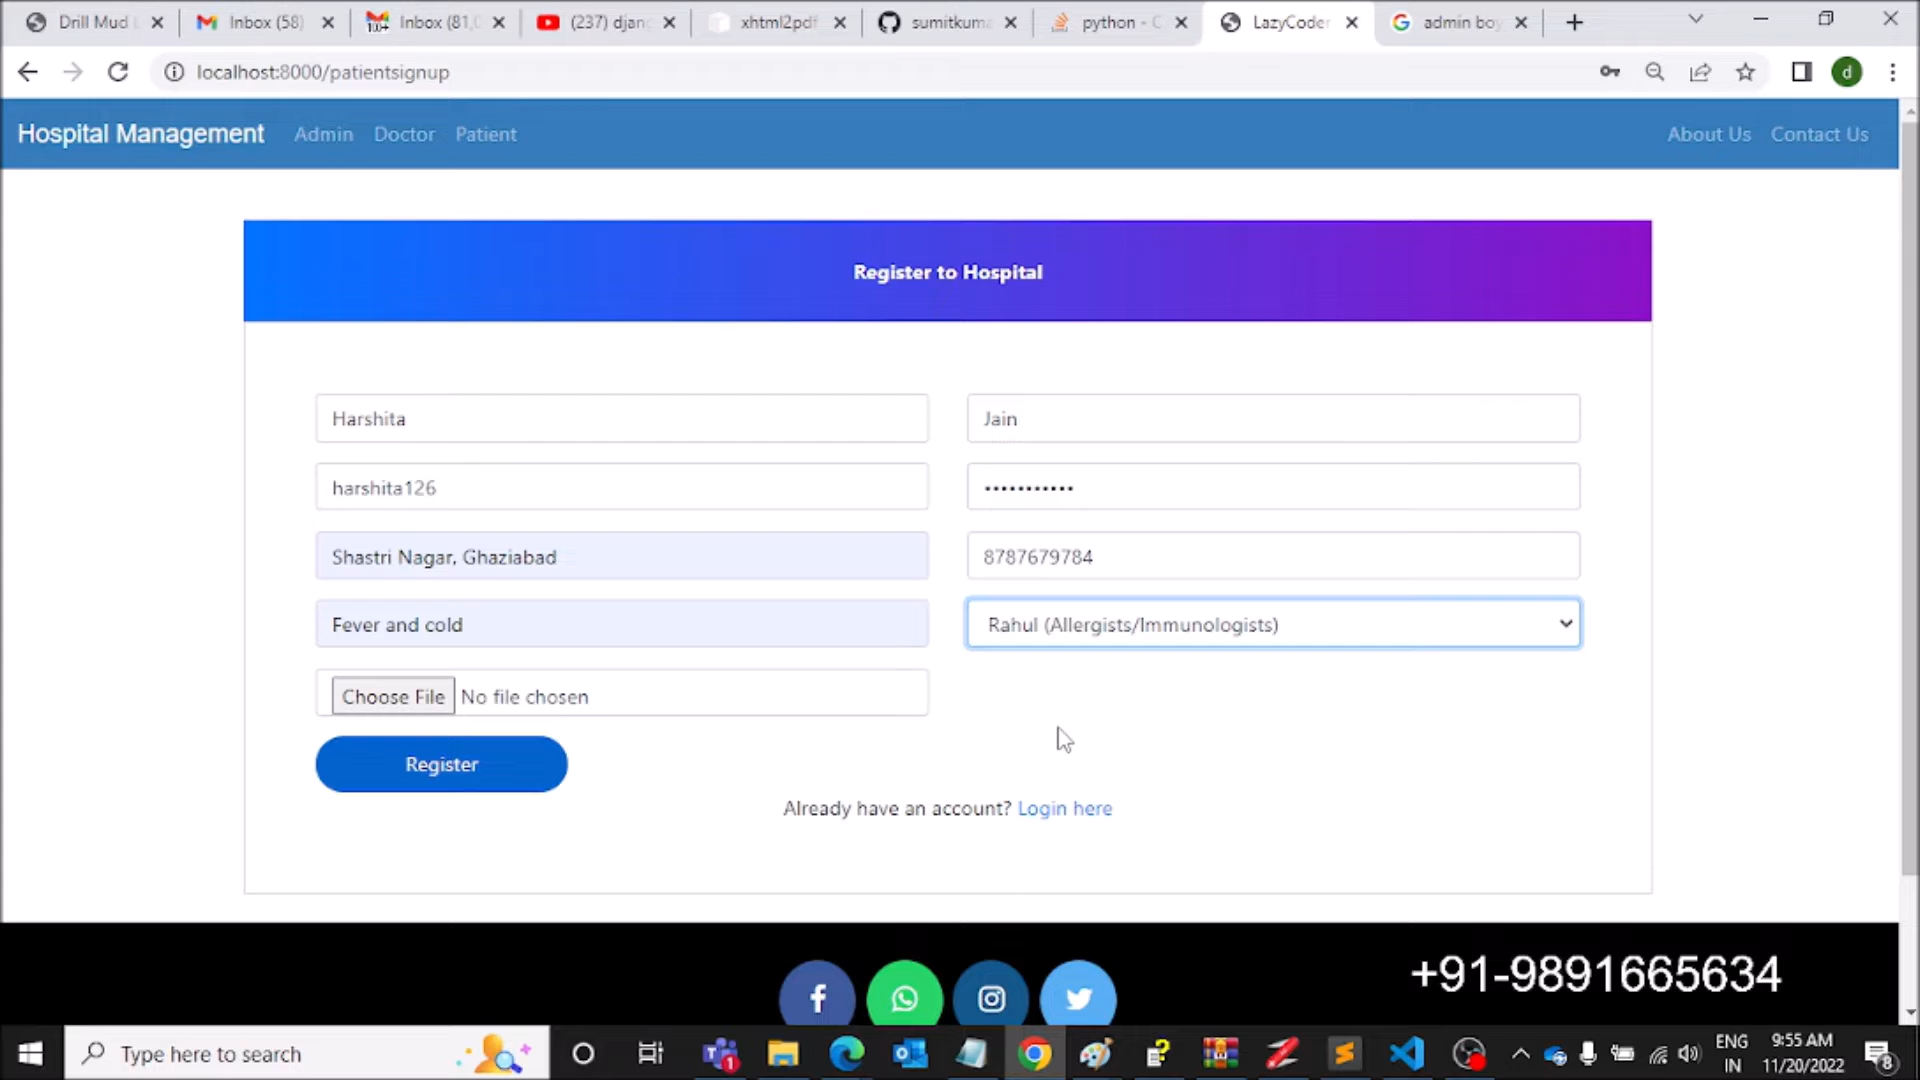 Drill Mud
Inbox (58)
Inbox (81,
(237) djan
xhtml2pdf
sumitkum
python - C
LazyCoder
admin boy
localhost:8000/patientsignup
d
Hospital Management
Admin
Doctor
Patient
About Us
Contact Us
Register to Hospital
Harshita
Jain
harshita126
•••••••••••
Shastri Nagar, Ghaziabad
8787679784
Fever and cold
Rahul (Allergists/Immunologists)
Choose File No file chosen
Register
Already have an account? Login here
+91-9891665634
Type here to search
1
ENG
IN
9:55 AM
11/20/2022
8